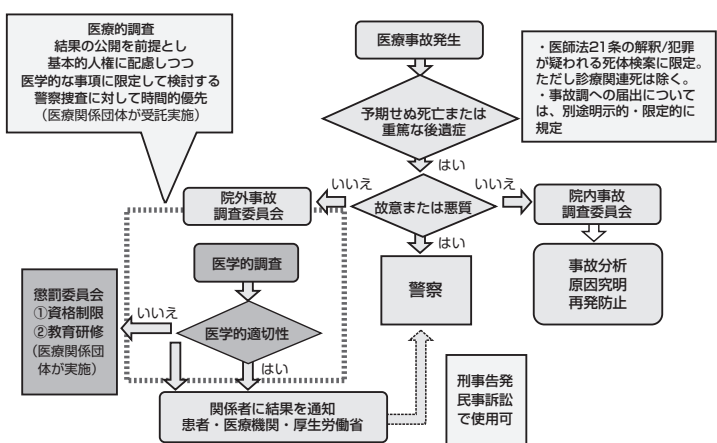 医療的調査
結果の公開を前提とし
基本的人権に配慮しつつ
医学的な事項に限定して検討する
警察捜査に対して時間的優先
（医療関係団体が受託実施）
医療事故発生
・医師法21条の解釈/犯罪
が疑われる死体検案に限定。
ただし診療関連死は除く。
・事故調への届出について
は、別途明示的・限定的に
規定
予期せぬ死亡または
重篤な後遺症
はい
いいえ
いいえ
故意または悪質
はい
院外事故
調査委員会
院内事故
調査委員会
医学的調査
警察
事故分析
原因究明
再発防止
懲罰委員会
①資格制限
②教育研修
（医療関係団
体が実施）
いいえ
医学的適切性
はい
関係者に結果を通知
患者・医療機関・厚生労働省
刑事告発
民事訴訟
で使用可